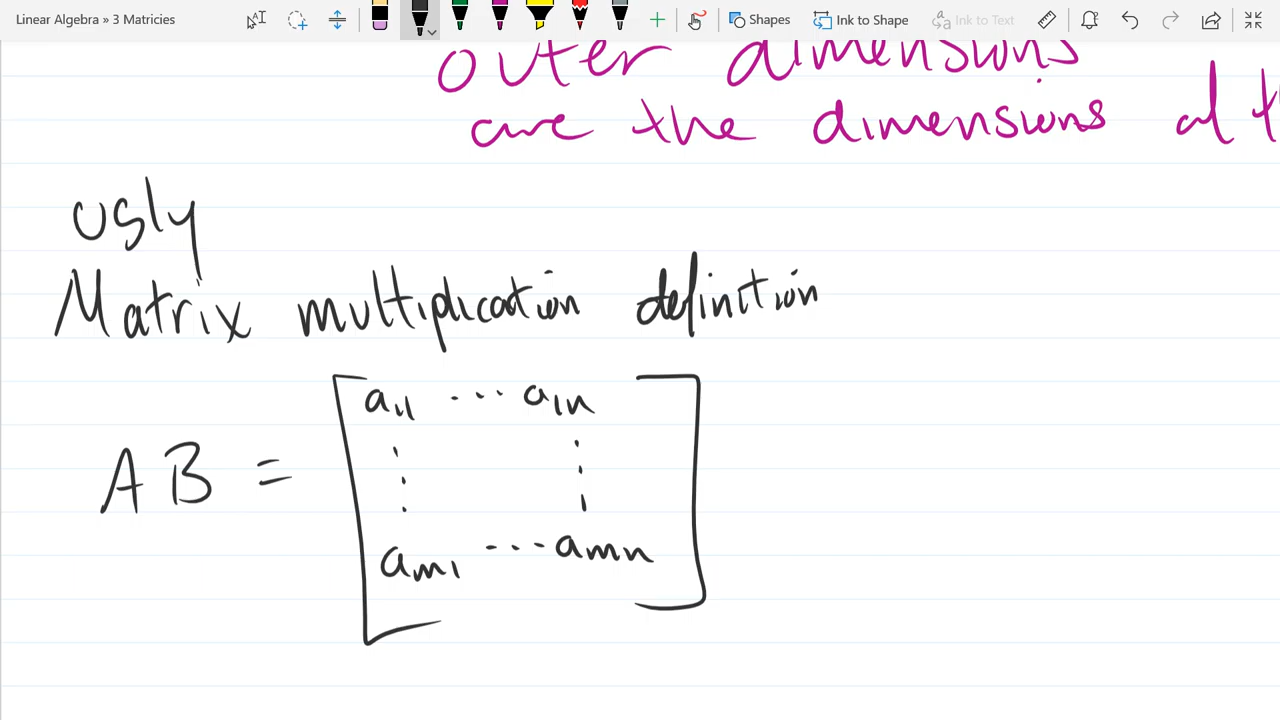 Linear Algebra » 3 Matricies
Shapes
Ink to Shape
Ink to Text
outer dimensions
are the dimensions of
ugly
Matrix multiplication definition
AB = [a11 ... a1n
⋮ ⋮
am1 ... amn]